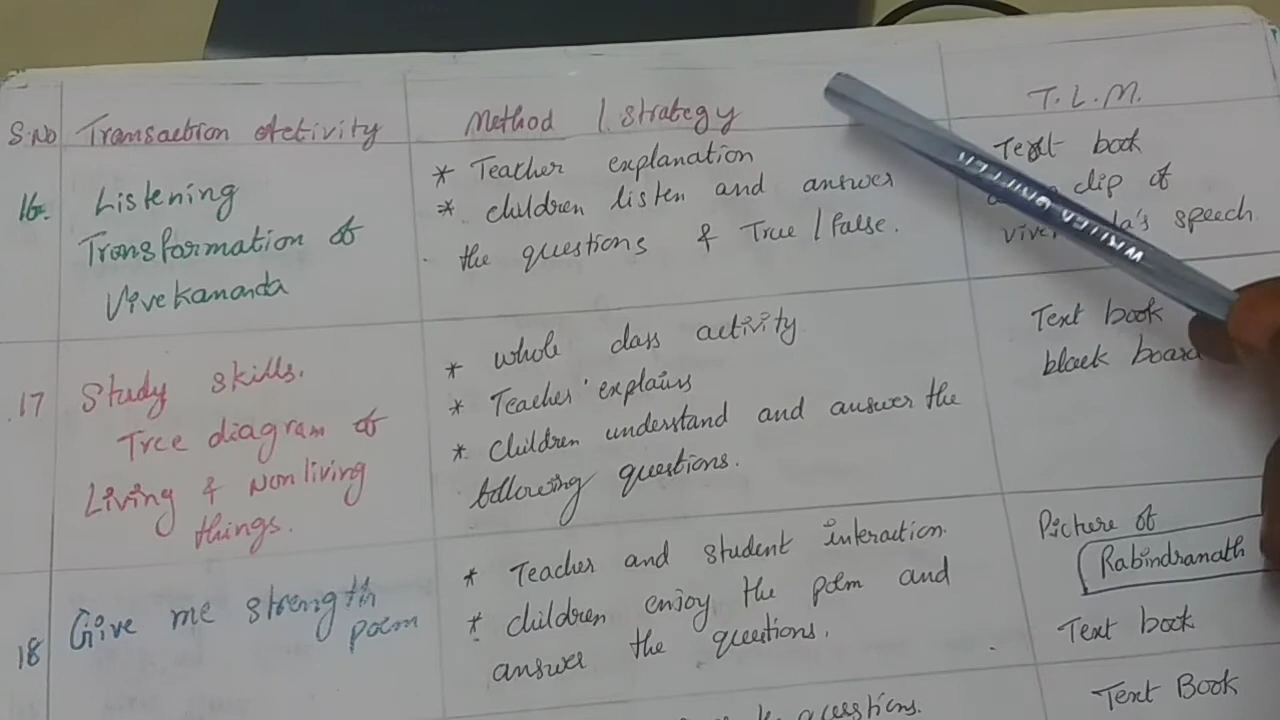 S.No Transaction Activity Method / Strategy T.L.M.
16. Listening
Transformation of
Vivekananda
* Teacher explanation
* children listen and answer
the questions & True / False.
Text book
clip of
speech.
17 Study skills.
Tree diagram of
Living & Nonliving
things.
* whole class activity
* Teacher explains
* children understand and answer the
following questions.
Text book
black board
18 Give me strength
poem
* Teacher and student interaction.
* children enjoy the poem and
answer the questions.
Picture of
Rabindranath
Text book
questions.
Text Book
WRITER